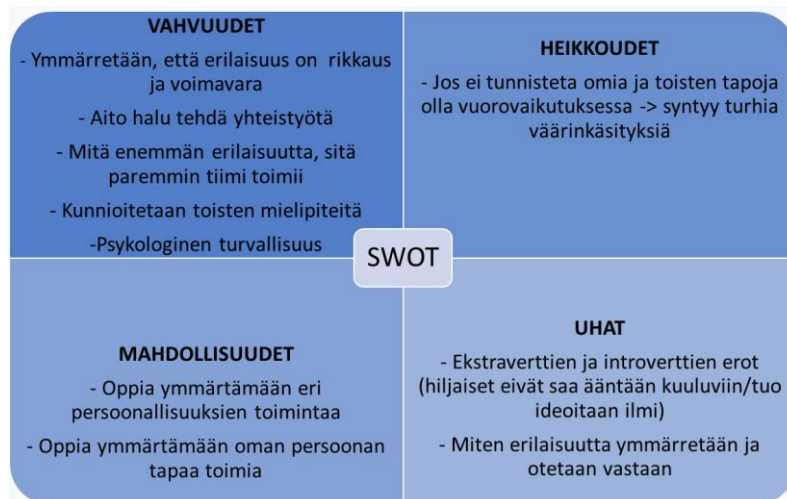 VAHVUUDET
- Ymmärretään, että erilaisuus on rikkaus
ja voimavara
- Aito halu tehdä yhteistyötä
- Mitä enemmän erilaisuutta, sitä
paremmin tiimi toimii
- Kunnioitetaan toisten mielipiteitä
-Psykologinen turvallisuus
HEIKKOUDET
- Jos ei tunnisteta omia ja toisten tapoja
olla vuorovaikutuksessa -> syntyy turhia
väärinkäsityksiä
SWOT
MAHDOLLISUUDET
- Oppia ymmärtämään eri
persoonallisuuksien toimintaa
- Oppia ymmärtämään oman persoonan
tapaa toimia
UHAT
- Ekstraverttien ja introverttien erot
(hiljaiset eivät saa ääntään kuuluviin/tuo
ideoitaan ilmi)
- Miten erilaisuutta ymmärretään ja
otetaan vastaan